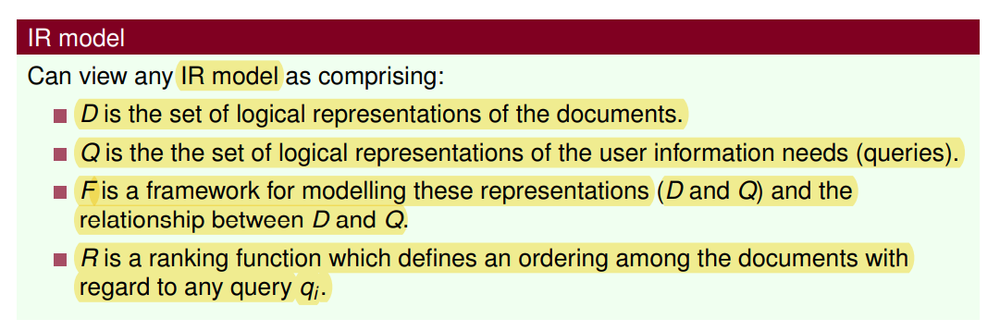 IR model
Can view any IR model as comprising:
D is the set of logical representations of the documents.
Q is the the set of logical representations of the user information needs (queries).
F is a framework for modelling these representations (D and Q) and the
relationship between D and Q.
R is a ranking function which defines an ordering among the documents with
regard to any query qᵢ.